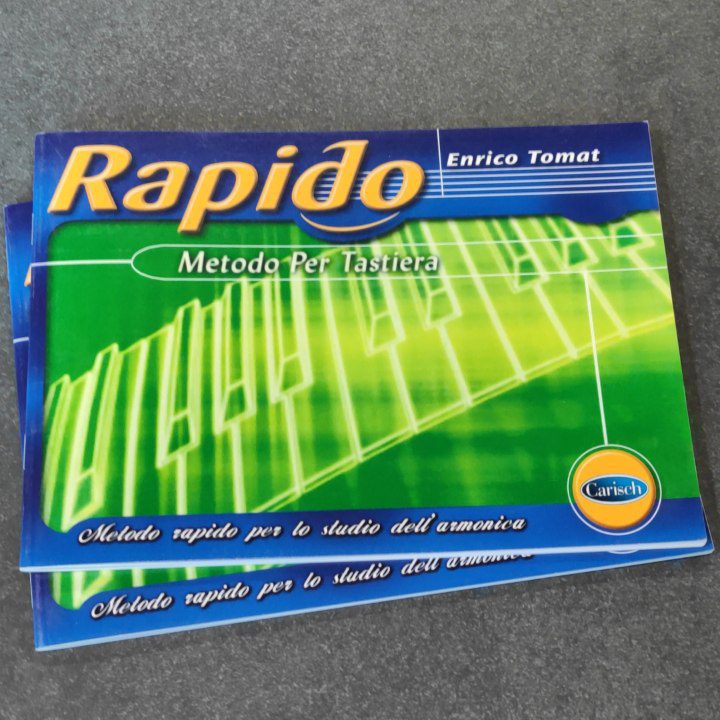 Rapido
Enrico Tomat
Metodo Per Tastiera
Carisch
Metodo rapido per lo studio dell'armonica
Metodo rapido per lo studio dell'armonica